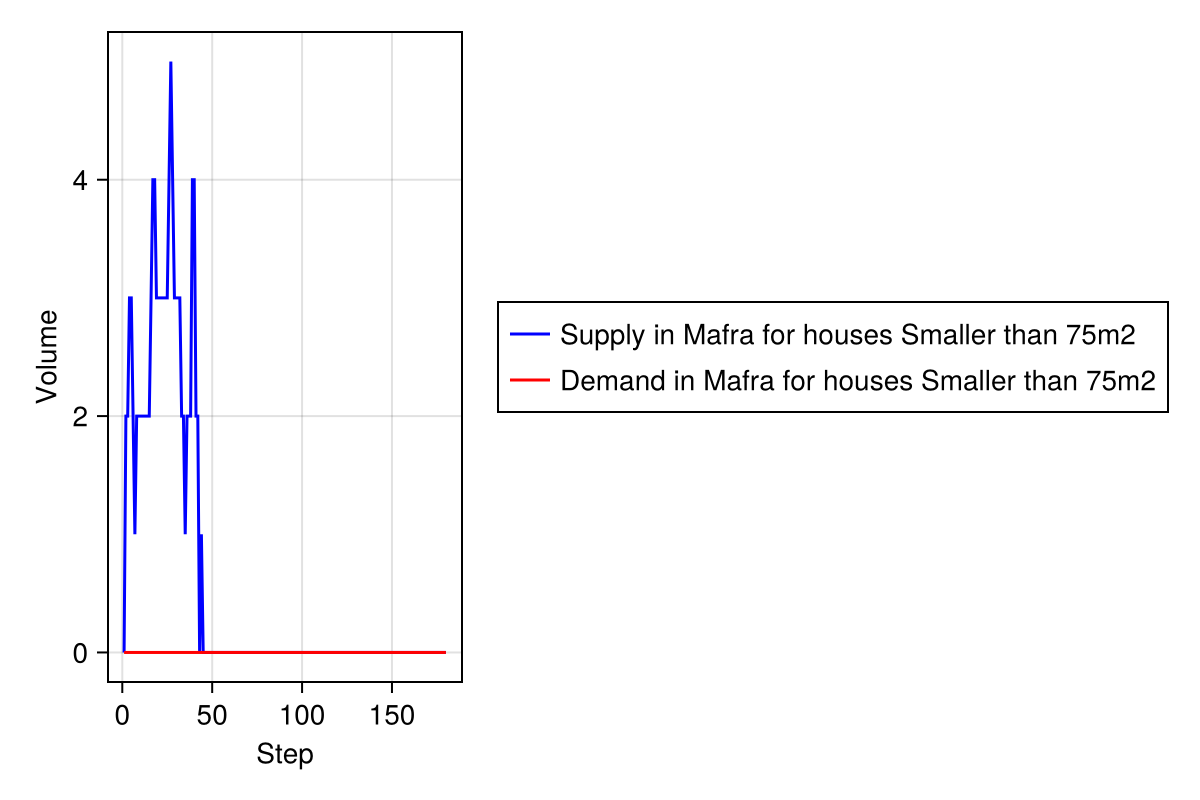 Volume
4
2
0
0 50 100 150
Step
Supply in Mafra for houses Smaller than 75m2
Demand in Mafra for houses Smaller than 75m2